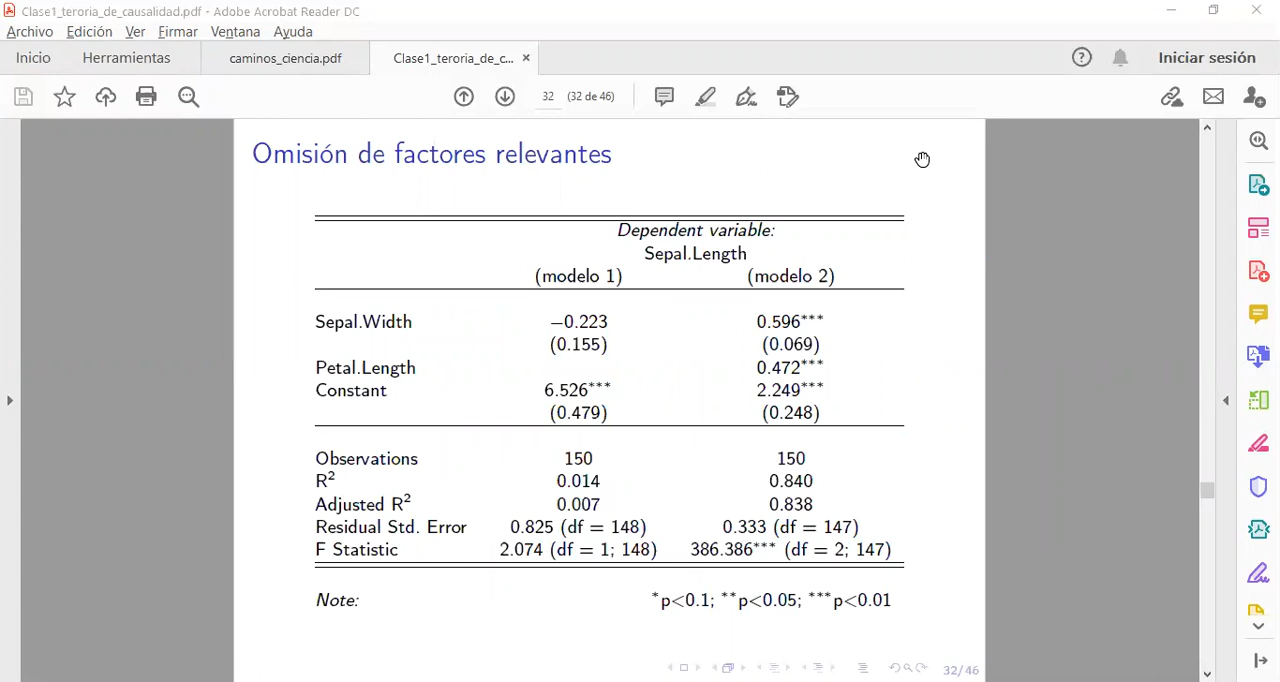 Clase1_teroria_de_causalidad.pdf - Adobe Acrobat Reader DC
Archivo Edición Ver Firmar Ventana Ayuda
Inicio Herramientas caminos_ciencia.pdf Clase1_teroria_de_c... × Iniciar sesión
32 (32 de 46)
Omisión de factores relevantes
Dependent variable:
Sepal.Length
(modelo 1) (modelo 2)
Sepal.Width −0.223 0.596***
(0.155) (0.069)
Petal.Length 0.472***
Constant 6.526*** 2.249***
(0.479) (0.248)
Observations 150 150
R² 0.014 0.840
Adjusted R² 0.007 0.838
Residual Std. Error 0.825 (df = 148) 0.333 (df = 147)
F Statistic 2.074 (df = 1; 148) 386.386*** (df = 2; 147)
Note: *p<0.1; **p<0.05; ***p<0.01
32/46